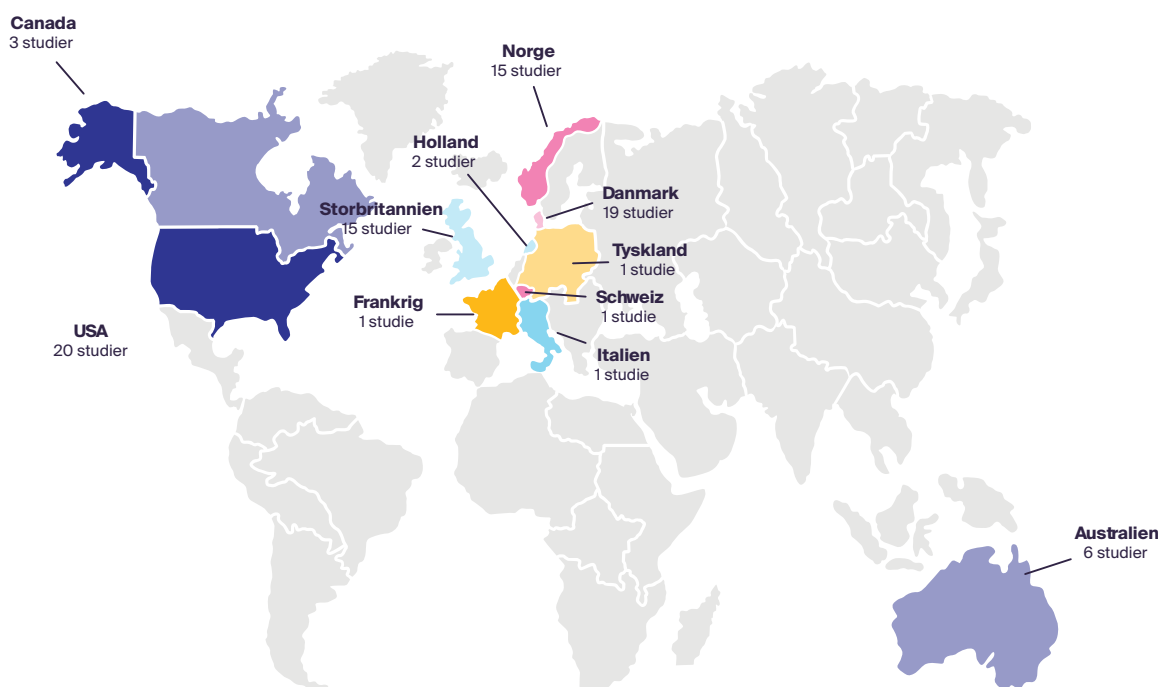 Canada
3 studier
Norge
15 studier
Holland
2 studier
Danmark
19 studier
Storbritannien
15 studier
Tyskland
1 studie
Schweiz
1 studie
Frankrig
1 studie
USA
20 studier
Italien
1 studie
Australien
6 studier